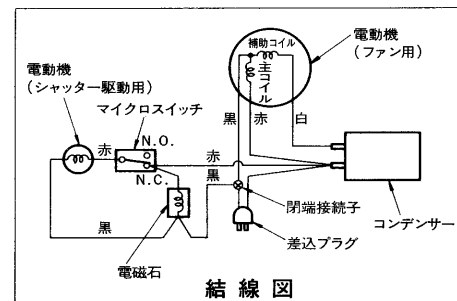 電動機
(シャッター駆動用)
マイクロスイッチ
N.O.
赤
N.C.
黒
電磁石
補助コイル
主コイル
電動機
(ファン用)
黒
赤
白
赤
黒
閉端接続子
差込プラグ
コンデンサー
結線図